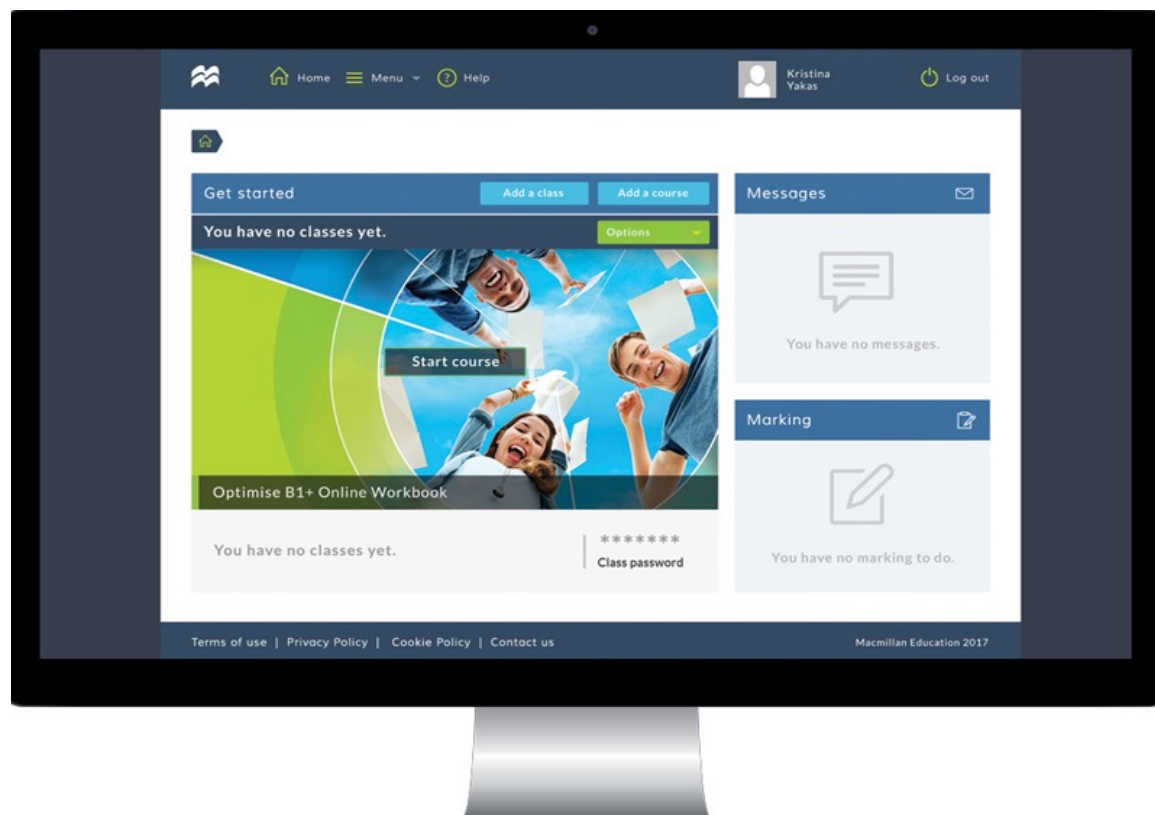 Home Menu ? Help Kristina Yakas Log out
Get started Add a class Add a course
You have no classes yet. Options
Start course
Optimise B1+ Online Workbook
You have no classes yet. *******
Class password
Messages
You have no messages.
Marking
You have no marking to do.
Terms of use | Privacy Policy | Cookie Policy | Contact us Macmillan Education 2017